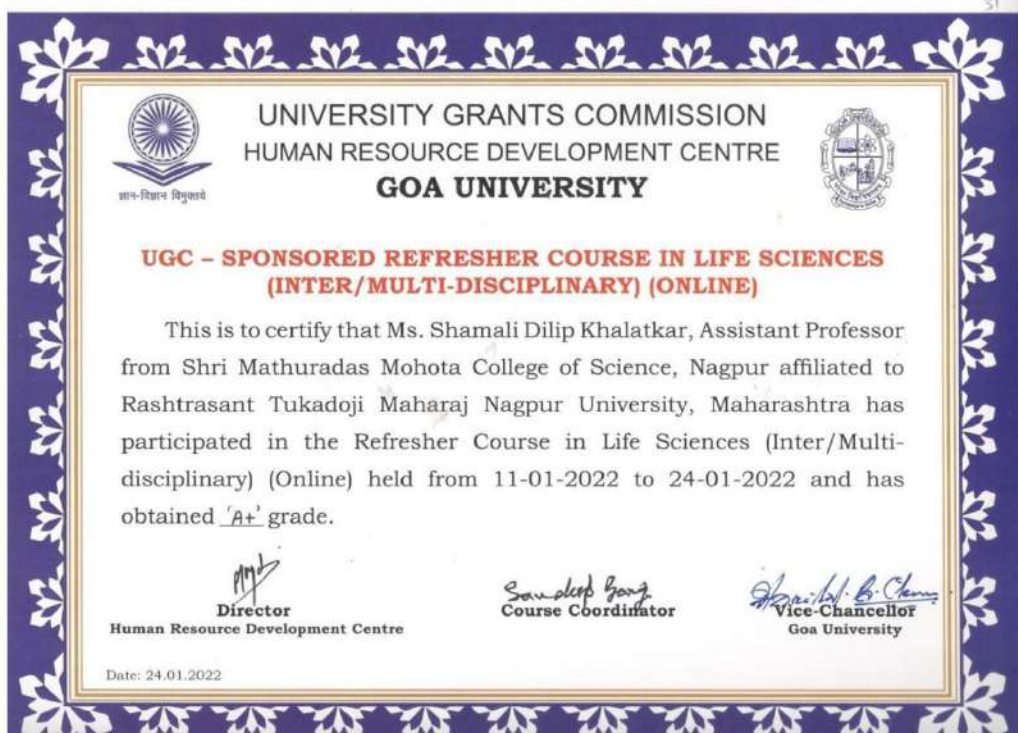 31
UNIVERSITY GRANTS COMMISSION
HUMAN RESOURCE DEVELOPMENT CENTRE
GOA UNIVERSITY
ज्ञान-विज्ञान विमुक्तये
UGC – SPONSORED REFRESHER COURSE IN LIFE SCIENCES
(INTER/MULTI-DISCIPLINARY) (ONLINE)
This is to certify that Ms. Shamali Dilip Khalatkar, Assistant Professor
from Shri Mathuradas Mohota College of Science, Nagpur affiliated to
Rashtrasant Tukadoji Maharaj Nagpur University, Maharashtra has
participated in the Refresher Course in Life Sciences (Inter/Multi-
disciplinary) (Online) held from 11-01-2022 to 24-01-2022 and has
obtained 'A+' grade.
Director
Human Resource Development Centre
Sandeep Garg
Course Coordinator
Vice-Chancellor
Goa University
Date: 24.01.2022